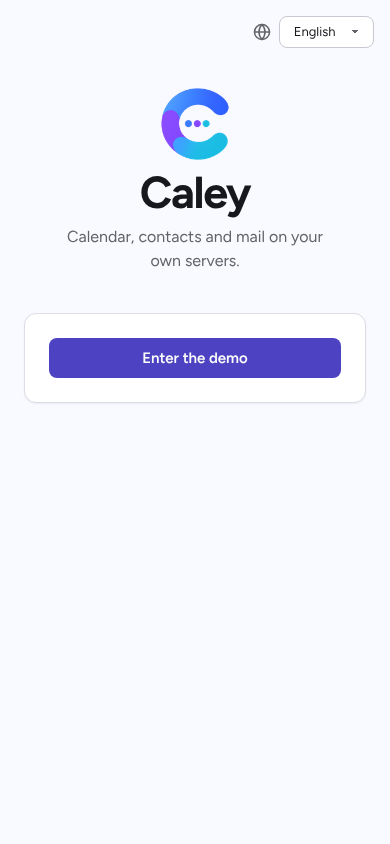 English
Caley
Calendar, contacts and mail on your
own servers.
Enter the demo